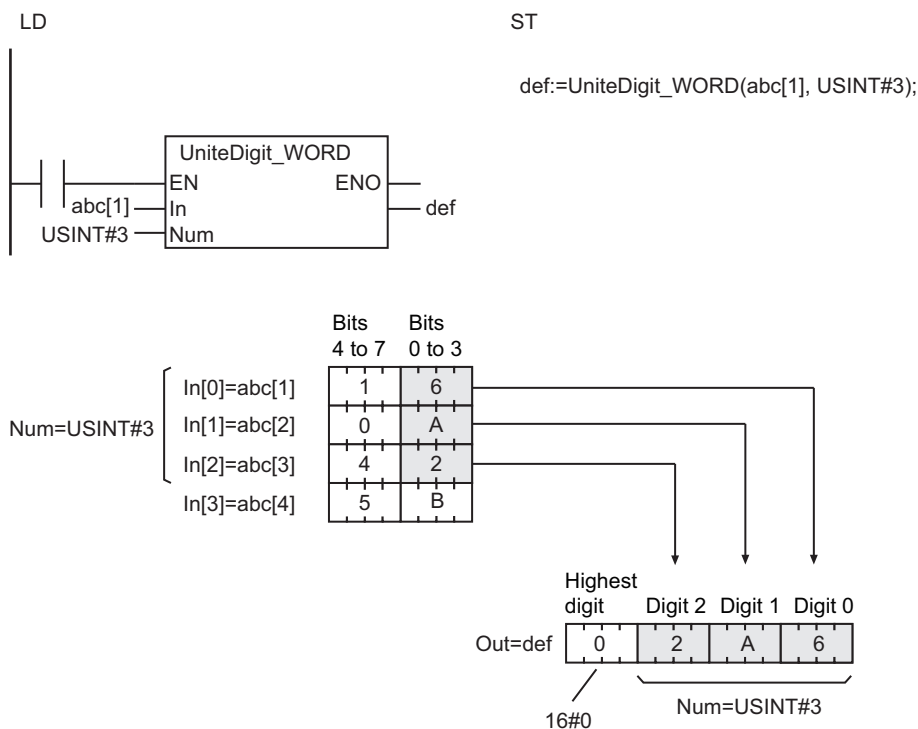 LD
ST
def:=UniteDigit_WORD(abc[1], USINT#3);
UniteDigit_WORD
EN ENO
abc[1] In def
USINT#3 Num
Bits Bits
4 to 7 0 to 3
In[0]=abc[1] 1 6
Num=USINT#3 In[1]=abc[2] 0 A
In[2]=abc[3] 4 2
In[3]=abc[4] 5 B
Highest
digit Digit 2 Digit 1 Digit 0
Out=def 0 2 A 6
16#0 Num=USINT#3